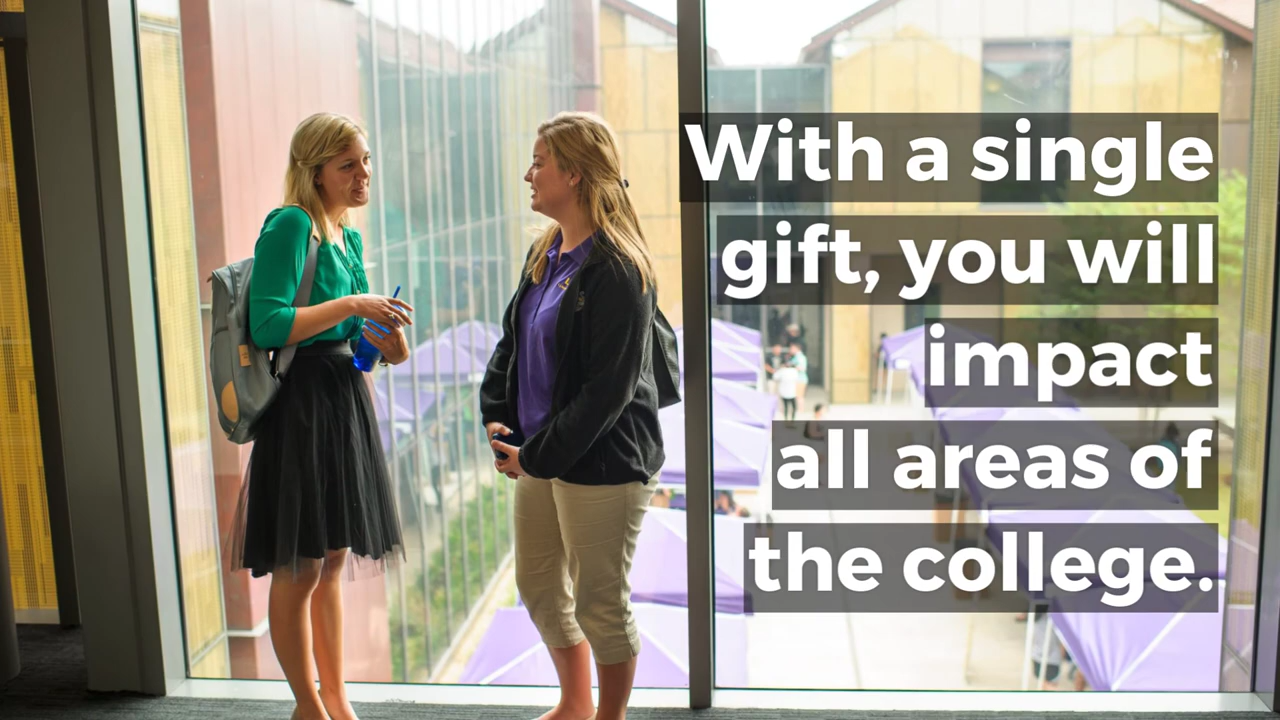 With a single
gift, you will
impact
all areas of
the college.